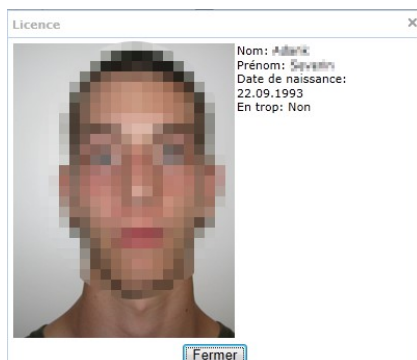 Licence
Nom:
Prénom:
Date de naissance:
22.09.1993
En trop: Non
Fermer